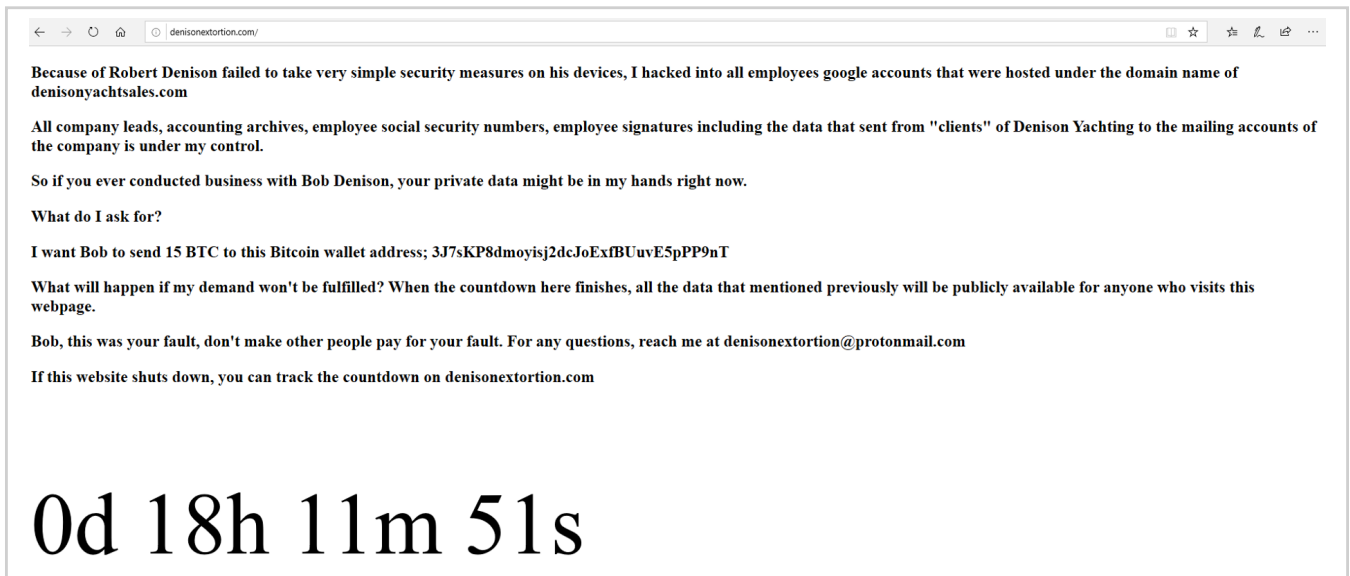 denisonextortion.com/
Because of Robert Denison failed to take very simple security measures on his devices, I hacked into all employees google accounts that were hosted under the domain name of
denisonyachtsales.com
All company leads, accounting archives, employee social security numbers, employee signatures including the data that sent from "clients" of Denison Yachting to the mailing accounts of
the company is under my control.
So if you ever conducted business with Bob Denison, your private data might be in my hands right now.
What do I ask for?
I want Bob to send 15 BTC to this Bitcoin wallet address; 3J7sKP8dmoyisj2dcJoExfBUuvE5pPP9nT
What will happen if my demand won't be fulfilled? When the countdown here finishes, all the data that mentioned previously will be publicly available for anyone who visits this
webpage.
Bob, this was your fault, don't make other people pay for your fault. For any questions, reach me at denisonextortion@protonmail.com
If this website shuts down, you can track the countdown on denisonextortion.com
0d 18h 11m 51s